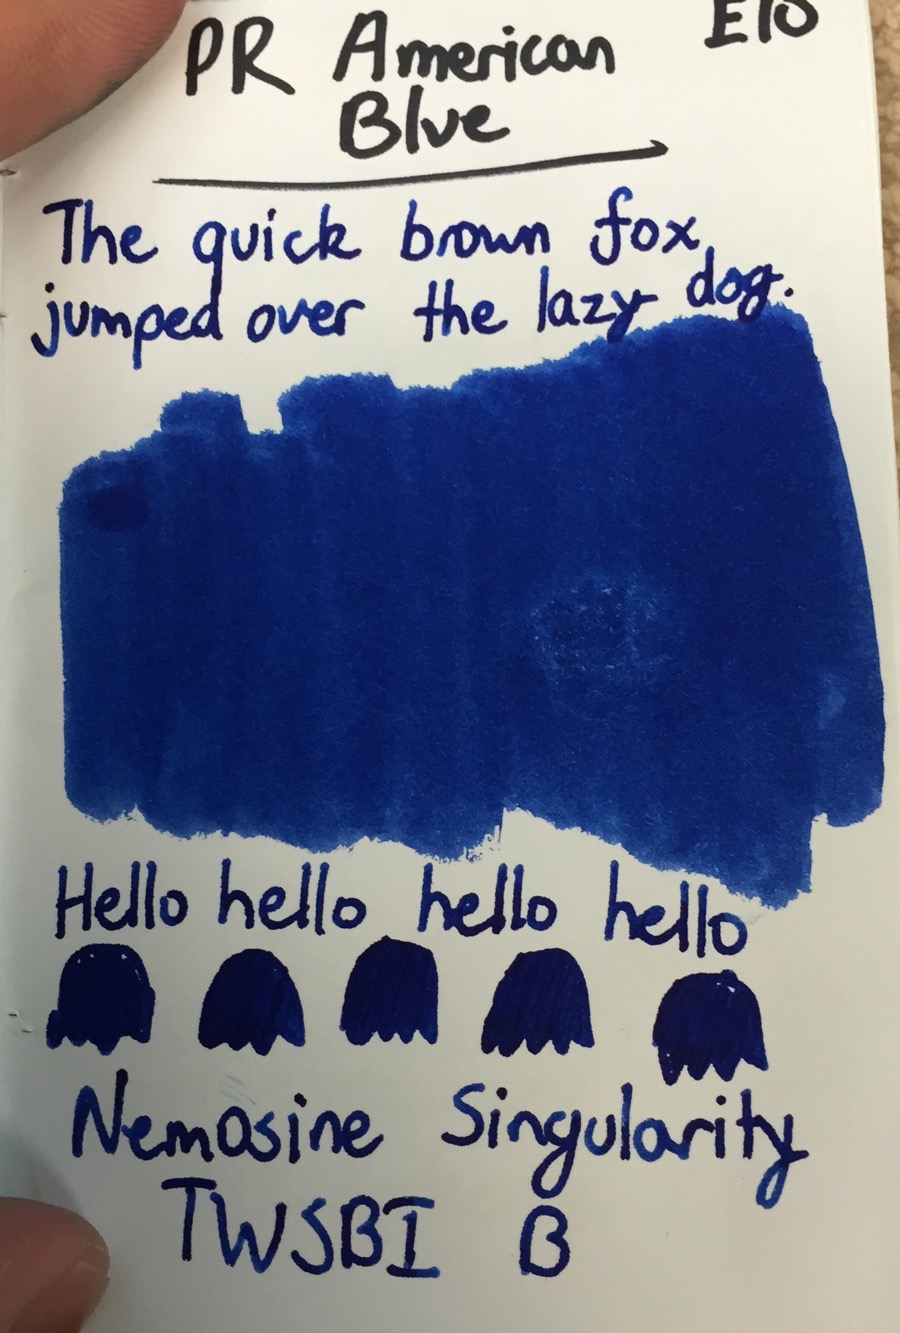 E10
PR American
Blue
The quick brown fox
jumped over the lazy dog.
Hello hello hello hello
Nemosine Singularity
TWSBI B